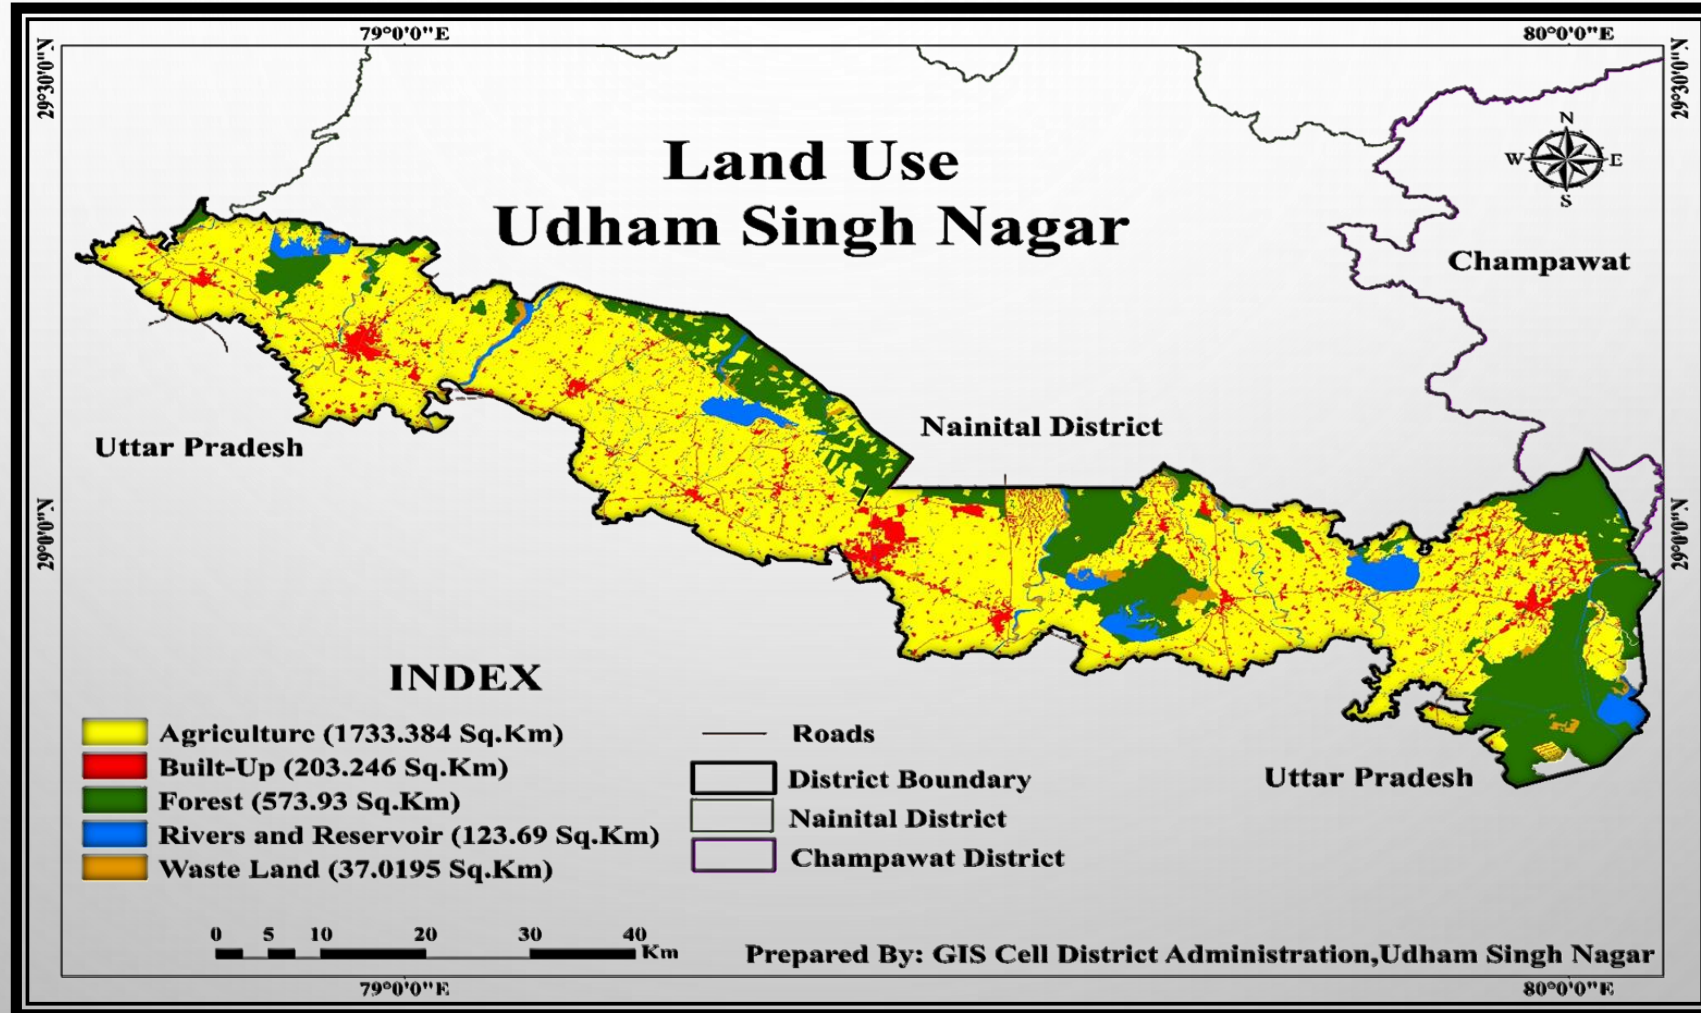 79°0'0"E
80°0'0"E
29°30'0"N
29°30'0"N
Land Use
Udham Singh Nagar
N
W E
S
Champawat
Nainital District
Uttar Pradesh
29°0'0"N
29°0'0"N
Uttar Pradesh
INDEX
Agriculture (1733.384 Sq.Km)
Built-Up (203.246 Sq.Km)
Forest (573.93 Sq.Km)
Rivers and Reservoir (123.69 Sq.Km)
Waste Land (37.0195 Sq.Km)
Roads
District Boundary
Nainital District
Champawat District
0 5 10 20 30 40
Km
Prepared By: GIS Cell District Administration,Udham Singh Nagar
79°0'0"E
80°0'0"E